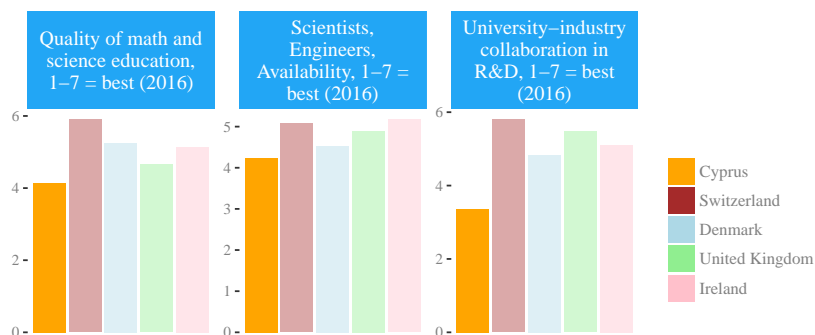 Quality of math and
science education,
1−7 = best (2016)
Scientists,
Engineers,
Availability, 1−7 =
best (2016)
University−industry
collaboration in
R&D, 1−7 = best
(2016)
6
4
2
0
5
4
3
2
1
0
6
4
2
0
Cyprus
Switzerland
Denmark
United Kingdom
Ireland